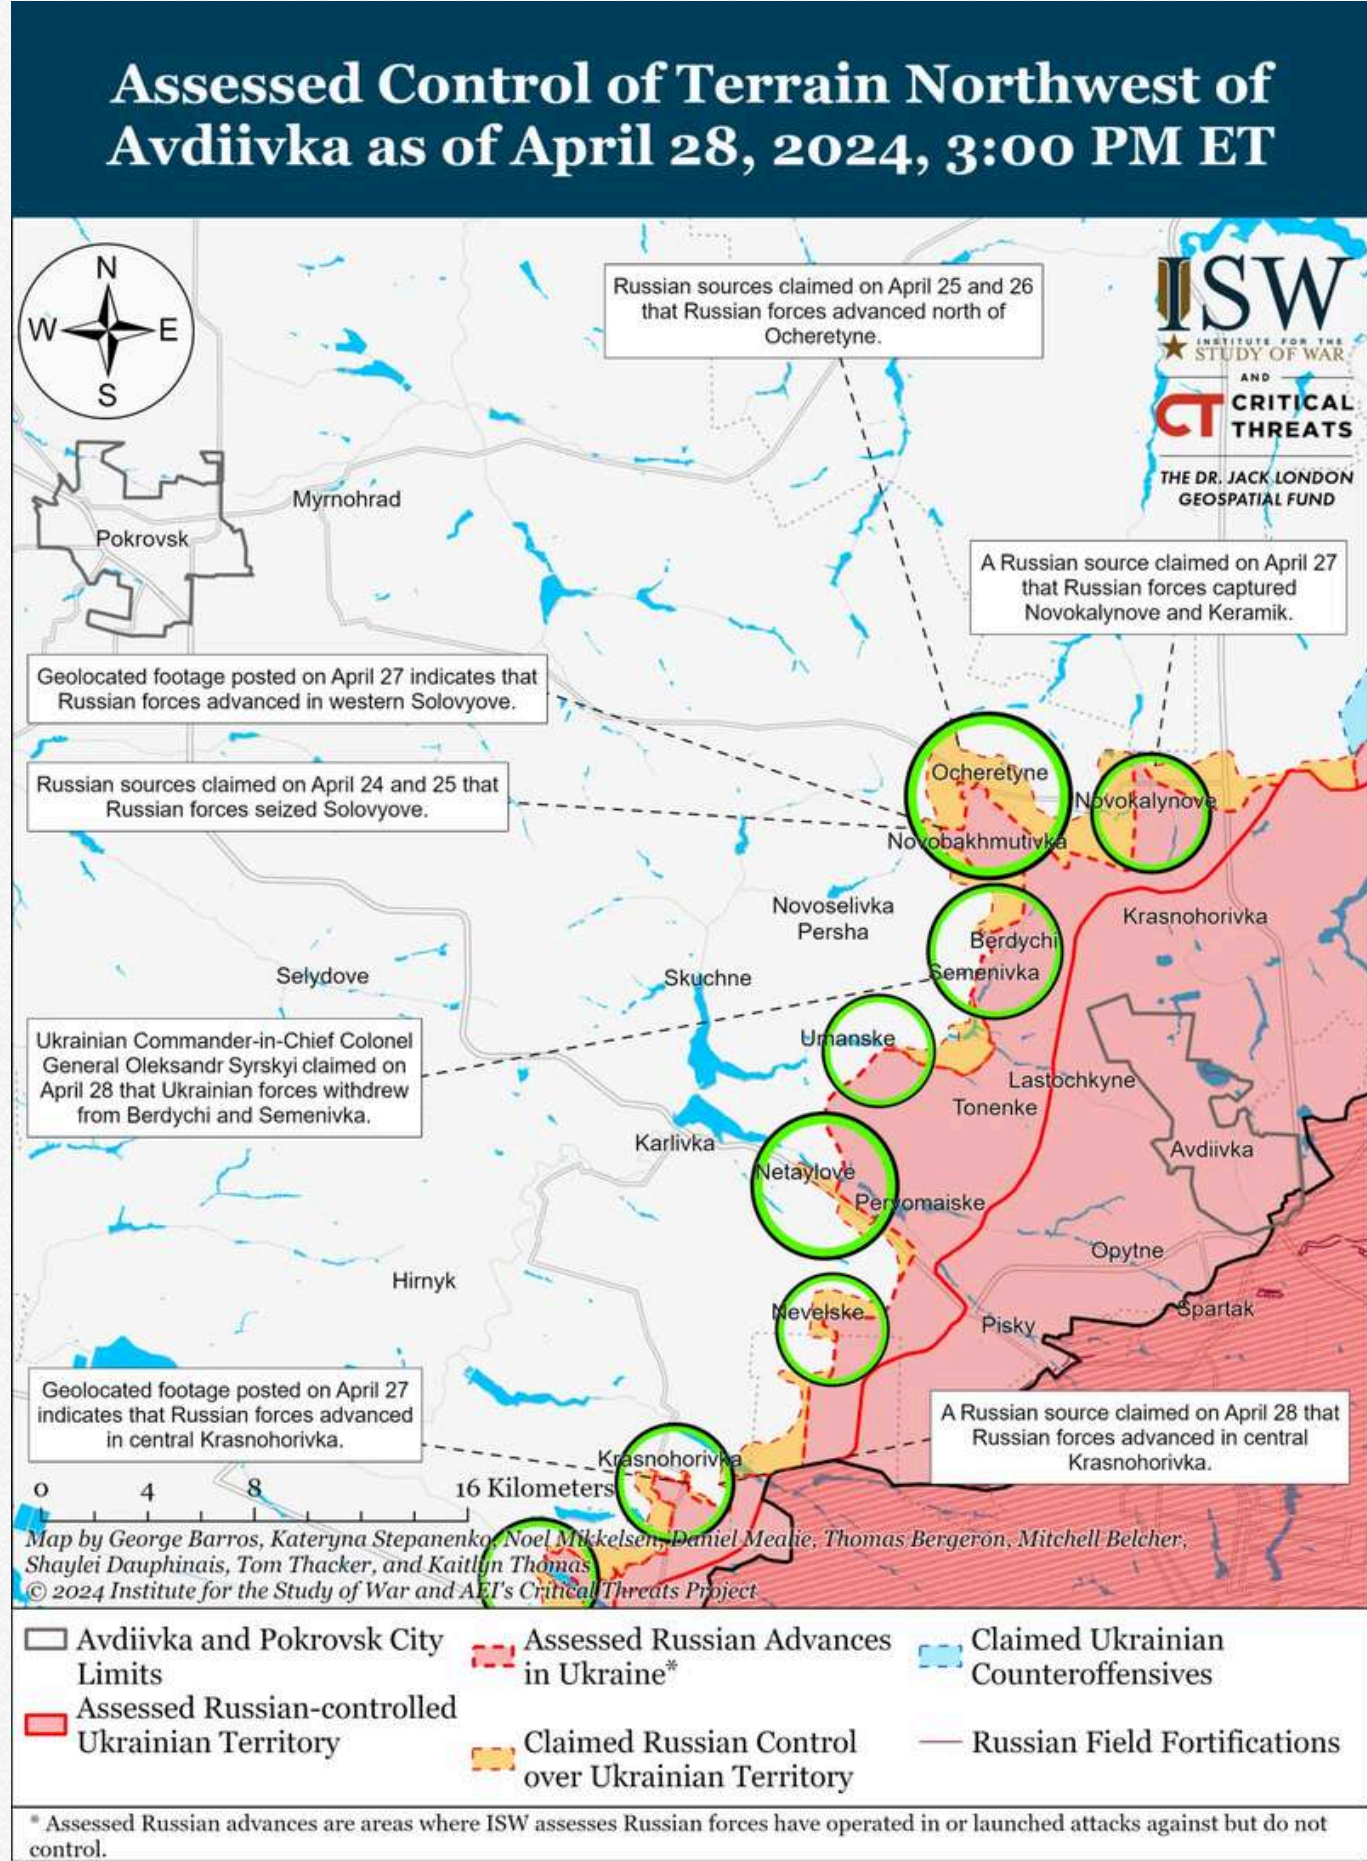 Assessed Control of Terrain Northwest of
Avdiivka as of April 28, 2024, 3:00 PM ET
N
W
E
S
Russian sources claimed on April 25 and 26
that Russian forces advanced north of
Ocheretyne.
ISW
INSTITUTE FOR THE
STUDY OF WAR
AND
CT CRITICAL
THREATS
THE DR. JACK LONDON
GEOSPATIAL FUND
Myrnohrad
Pokrovsk
A Russian source claimed on April 27
that Russian forces captured
Novokalynove and Keramik.
Geolocated footage posted on April 27 indicates that
Russian forces advanced in western Solovyove.
Russian sources claimed on April 24 and 25 that
Russian forces seized Solovyove.
Ocheretyne
Novokalynove
Novobakhmutivka
Novoselivka
Persha
Krasnohorivka
Berdychi
Semenivka
Selydove
Skuchne
Ukrainian Commander-in-Chief Colonel
General Oleksandr Syrskyi claimed on
April 28 that Ukrainian forces withdrew
from Berdychi and Semenivka.
Umanske
Lastochkyne
Tonenke
Karlivka
Avdiivka
Netaylove
Pervomaiske
Opytne
Hirnyk
Nevelske
Pisky
Spartak
Geolocated footage posted on April 27
indicates that Russian forces advanced
in central Krasnohorivka.
A Russian source claimed on April 28 that
Russian forces advanced in central
Krasnohorivka.
Krasnohorivka
0 4 8 16 Kilometers
Map by George Barros, Kateryna Stepanenko, Noel Mikkelsen, Daniel Mealie, Thomas Bergeron, Mitchell Belcher,
Shaylei Dauphinais, Tom Thacker, and Kaitlyn Thomas
© 2024 Institute for the Study of War and AEI's Critical Threats Project
Avdiivka and Pokrovsk City
Limits
Assessed Russian-controlled
Ukrainian Territory
Assessed Russian Advances
in Ukraine*
Claimed Russian Control
over Ukrainian Territory
Claimed Ukrainian
Counteroffensives
Russian Field Fortifications
* Assessed Russian advances are areas where ISW assesses Russian forces have operated in or launched attacks against but do not
control.